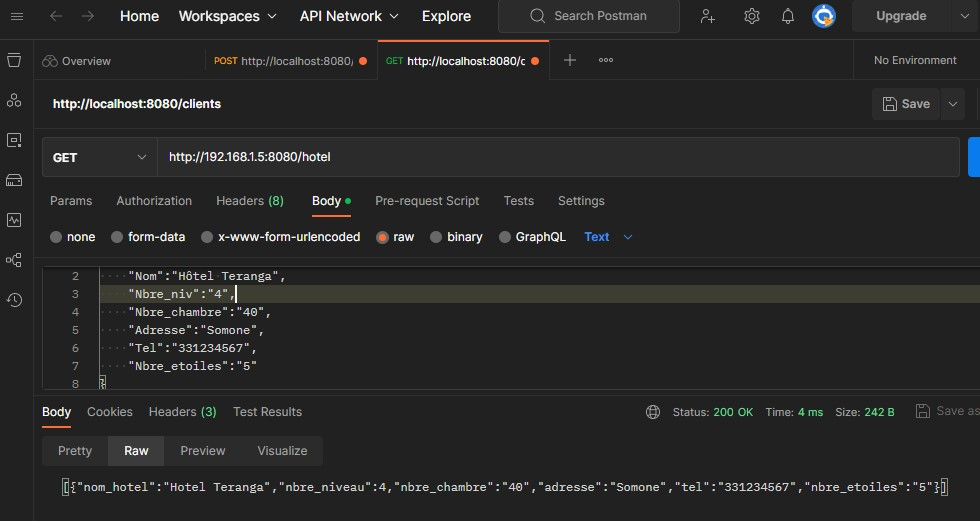 Home Workspaces API Network Explore Search Postman Upgrade
Overview POST http://localhost:8080/ GET http://localhost:8080/c No Environment
http://localhost:8080/clients Save
GET http://192.168.1.5:8080/hotel
Params Authorization Headers (8) Body Pre-request Script Tests Settings
none form-data x-www-form-urlencoded raw binary GraphQL Text
2 "Nom":"Hôtel Teranga",
3 "Nbre_niv":"4",
4 "Nbre_chambre":"40",
5 "Adresse":"Somone",
6 "Tel":"331234567",
7 "Nbre_etoiles":"5"
8 }
Body Cookies Headers (3) Test Results Status: 200 OK Time: 4 ms Size: 242 B Save as
Pretty Raw Preview Visualize
[{"nom_hotel":"Hotel Teranga","nbre_niveau":4,"nbre_chambre":"40","adresse":"Somone","tel":"331234567","nbre_etoiles":"5"}]